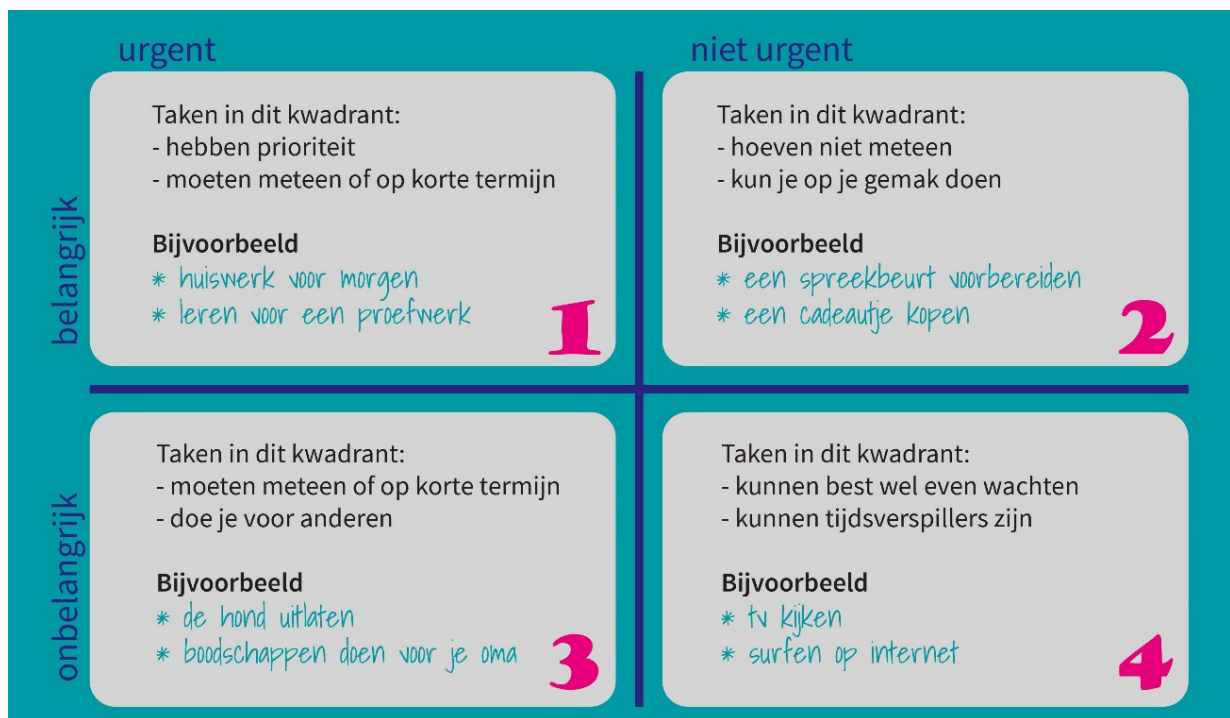 urgent
niet urgent
belangrijk
Taken in dit kwadrant:
- hebben prioriteit
- moeten meteen of op korte termijn
Bijvoorbeeld
* huiswerk voor morgen
* leren voor een proefwerk
1
Taken in dit kwadrant:
- hoeven niet meteen
- kun je op je gemak doen
Bijvoorbeeld
* een spreekbeurt voorbereiden
* een cadeautje kopen
2
onbelangrijk
Taken in dit kwadrant:
- moeten meteen of op korte termijn
- doe je voor anderen
Bijvoorbeeld
* de hond uitlaten
* boodschappen doen voor je oma
3
Taken in dit kwadrant:
- kunnen best wel even wachten
- kunnen tijdsverspillers zijn
Bijvoorbeeld
* tv kijken
* surfen op internet
4